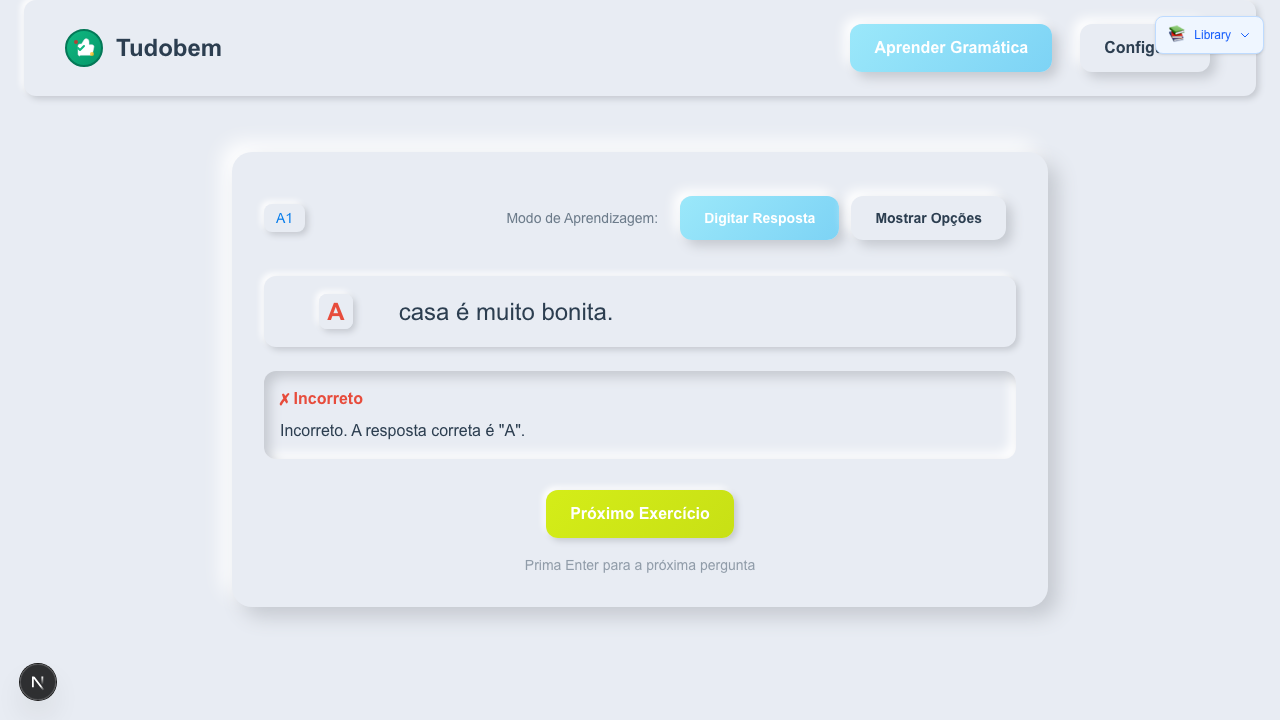 Tudobem
Aprender Gramática
Library
A1
Modo de Aprendizagem:
Digitar Resposta
Mostrar Opções
A casa é muito bonita.
✗ Incorreto
Incorreto. A resposta correta é "A".
Próximo Exercício
Prima Enter para a próxima pergunta
N